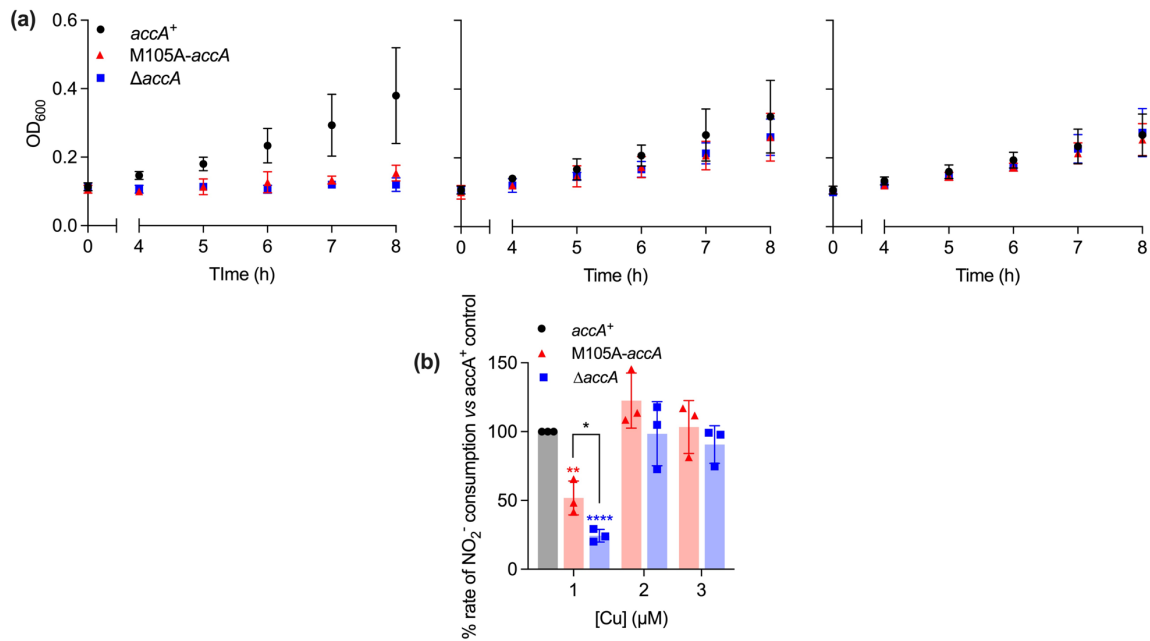 (a)
0.6
0.4
0.2
0.0
OD600
accA+
M105A-accA
ΔaccA
0 4 5 6 7 8
TIme (h)
0 4 5 6 7 8
Time (h)
0 4 5 6 7 8
Time (h)
(b)
accA+
M105A-accA
ΔaccA
% rate of NO2- consumption vs accA+ control
150
100
50
0
*
**
****
1 2 3
[Cu] (µM)